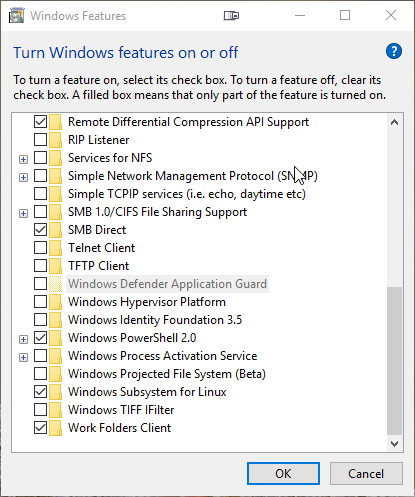 Windows Features
Turn Windows features on or off
To turn a feature on, select its check box. To turn a feature off, clear its
check box. A filled box means that only part of the feature is turned on.
Remote Differential Compression API Support
RIP Listener
Services for NFS
Simple Network Management Protocol (SNMP)
Simple TCPIP services (i.e. echo, daytime etc)
SMB 1.0/CIFS File Sharing Support
SMB Direct
Telnet Client
TFTP Client
Windows Defender Application Guard
Windows Hypervisor Platform
Windows Identity Foundation 3.5
Windows PowerShell 2.0
Windows Process Activation Service
Windows Projected File System (Beta)
Windows Subsystem for Linux
Windows TIFF IFilter
Work Folders Client
OK Cancel